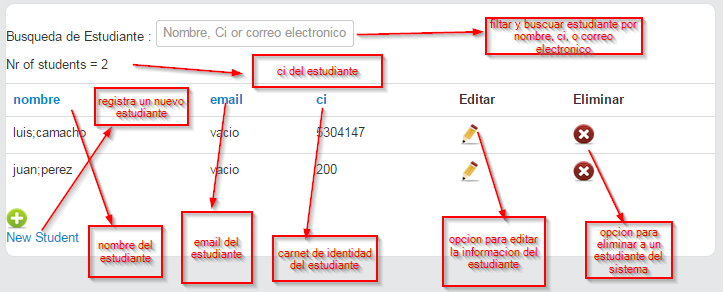 Busqueda de Estudiante : Nombre, Ci or correo electronico
filtar y buscuar estudiante por
nombre, ci, o correo
electronico
Nr of students = 2
ci del estudiante
nombre
registra un nuevo
estudiante
email
ci
Editar
Eliminar
luis;camacho
vacio
5304147
juan;perez
vacio
200
New Student
nombre del
estudiante
email del
estudiante
carnet de identidad
del estudiante
opcion para editar
la informacion del
estudiante
opcion para
eliminar a un
estudiante del
sistema